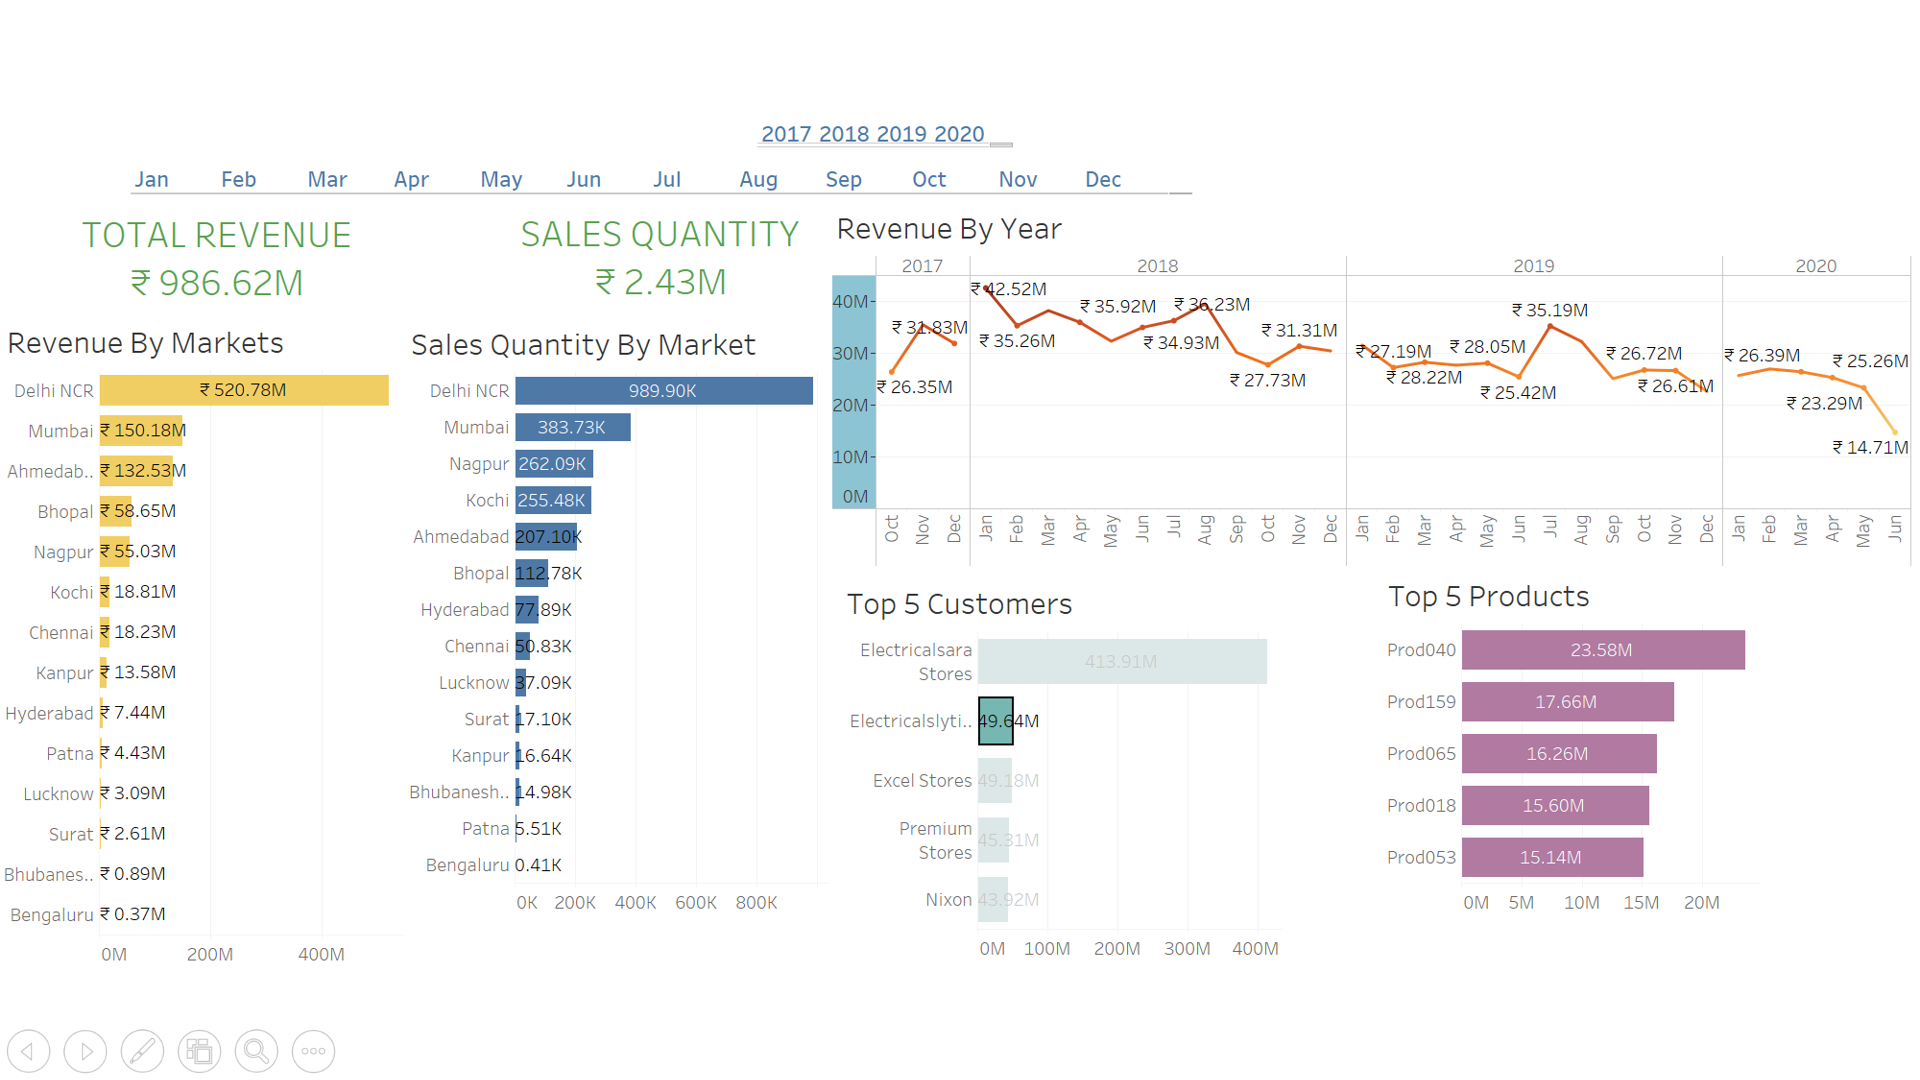 2017 2018 2019 2020
Jan Feb Mar Apr May Jun Jul Aug Sep Oct Nov Dec
TOTAL REVENUE
₹ 986.62M
SALES QUANTITY
₹ 2.43M
Revenue By Markets
Delhi NCR ₹ 520.78M
Mumbai ₹ 150.18M
Ahmedab.. ₹ 132.53M
Bhopal ₹ 58.65M
Nagpur ₹ 55.03M
Kochi ₹ 18.81M
Chennai ₹ 18.23M
Kanpur ₹ 13.58M
Hyderabad ₹ 7.44M
Patna ₹ 4.43M
Lucknow ₹ 3.09M
Surat ₹ 2.61M
Bhubanes.. ₹ 0.89M
Bengaluru ₹ 0.37M
0M 200M 400M
Sales Quantity By Market
Delhi NCR 989.90K
Mumbai 383.73K
Nagpur 262.09K
Kochi 255.48K
Ahmedabad 207.10K
Bhopal 112.78K
Hyderabad 77.89K
Chennai 50.83K
Lucknow 37.09K
Surat 17.10K
Kanpur 16.64K
Bhubanesh.. 14.98K
Patna 5.51K
Bengaluru 0.41K
0K 200K 400K 600K 800K
Revenue By Year
2017 2018 2019 2020
40M
30M
20M
10M
0M
₹ 26.35M
₹ 31.83M
₹ 42.52M
₹ 35.26M
₹ 35.92M
₹ 34.93M
₹ 36.23M
₹ 27.73M
₹ 31.31M
₹ 27.19M
₹ 28.22M
₹ 28.05M
₹ 25.42M
₹ 35.19M
₹ 26.72M
₹ 26.61M
₹ 26.39M
₹ 23.29M
₹ 25.26M
₹ 14.71M
Oct Nov Dec Jan Feb Mar Apr May Jun Jul Aug Sep Oct Nov Dec Jan Feb Mar Apr May Jun Jul Aug Sep Oct Nov Dec Jan Feb Mar Apr May Jun
Top 5 Customers
Electricalsara
Stores
413.91M
Electricalslyti.. 49.64M
Excel Stores 49.18M
Premium
Stores
45.31M
Nixon 43.92M
0M 100M 200M 300M 400M
Top 5 Products
Prod040 23.58M
Prod159 17.66M
Prod065 16.26M
Prod018 15.60M
Prod053 15.14M
0M 5M 10M 15M 20M